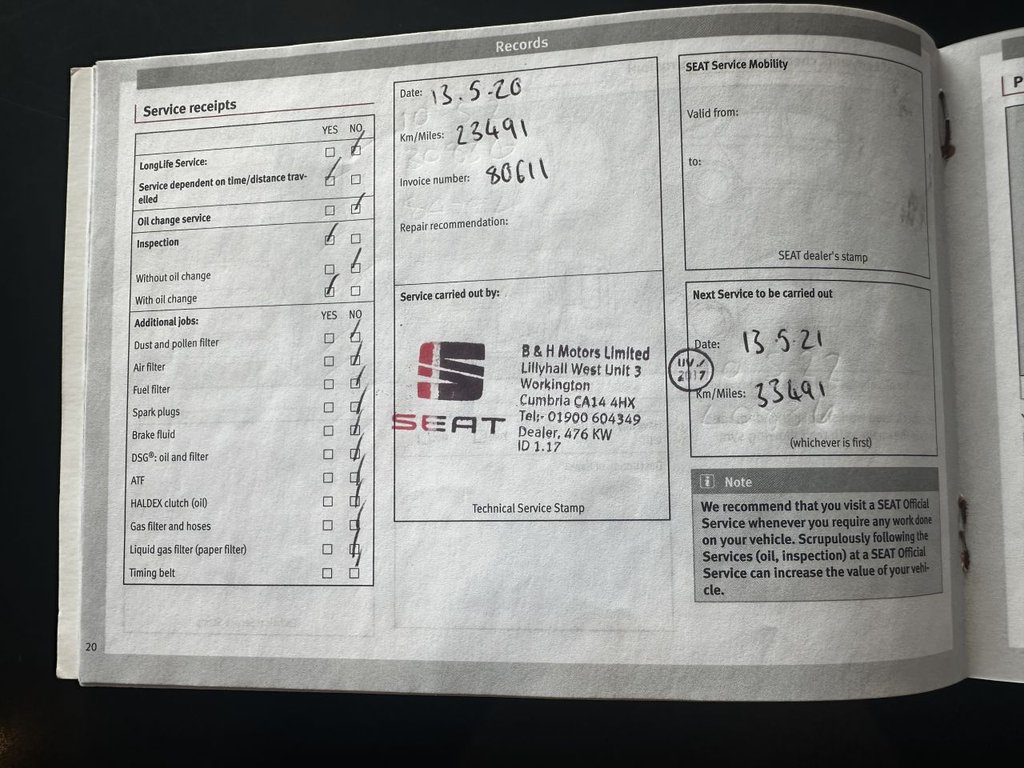 Records
Service receipts
YES NO
LongLife Service:
Service dependent on time/distance trav-
elled
Oil change service
Inspection
Without oil change
With oil change
Additional jobs: YES NO
Dust and pollen filter
Air filter
Fuel filter
Spark plugs
Brake fluid
DSG®: oil and filter
ATF
HALDEX clutch (oil)
Gas filter and hoses
Liquid gas filter (paper filter)
Timing belt
20
Date: 13.5.20
Km/Miles: 23491
Invoice number: 80611
Repair recommendation:
Service carried out by:
SEAT
B & H Motors Limited
Lillyhall West Unit 3
Workington
Cumbria CA14 4HX
Tel:- 01900 604349
Dealer, 476 KW
ID 1.17
Technical Service Stamp
SEAT Service Mobility
Valid from:
to:
SEAT dealer's stamp
Next Service to be carried out
Date: 13 5 21
2017
Km/Miles: 33491
(whichever is first)
i Note
We recommend that you visit a SEAT Official
Service whenever you require any work done
on your vehicle. Scrupulously following the
Services (oil, inspection) at a SEAT Official
Service can increase the value of your vehi-
cle.
P